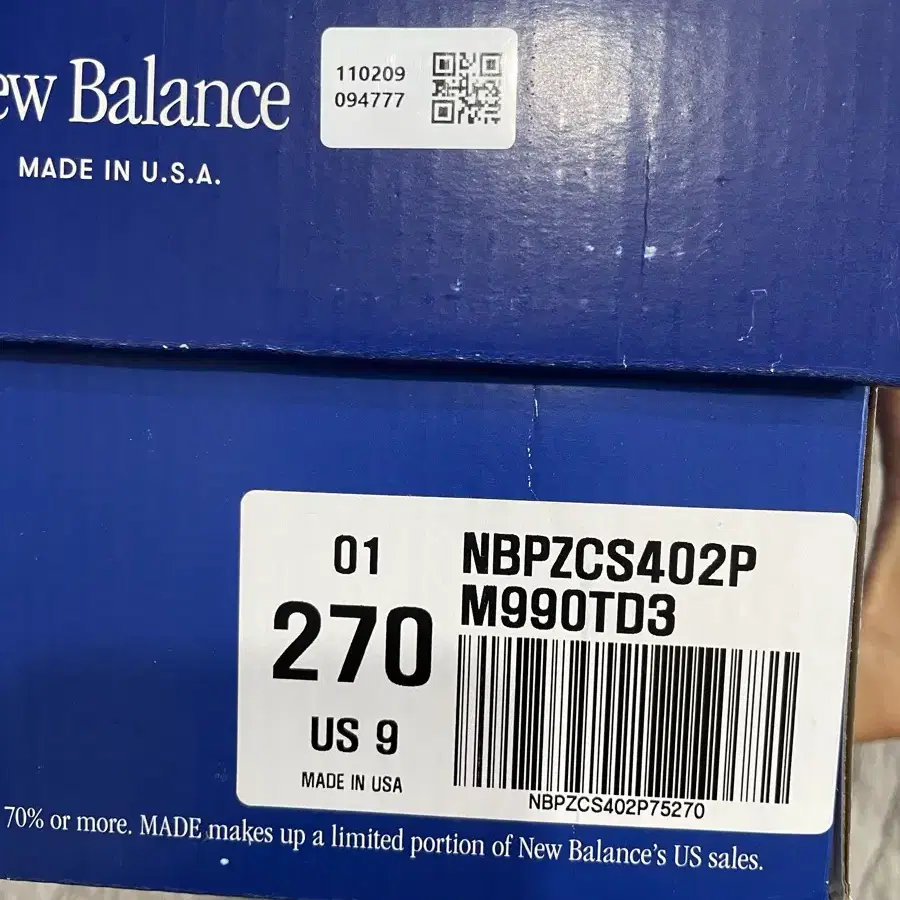 ew Balance
MADE IN U.S.A.
110209
094777
01
270
US 9
MADE IN USA
NBPZCS402P
M990TD3
NBPZCS402P75270
70% or more. MADE makes up a limited portion of New Balance's US sales.